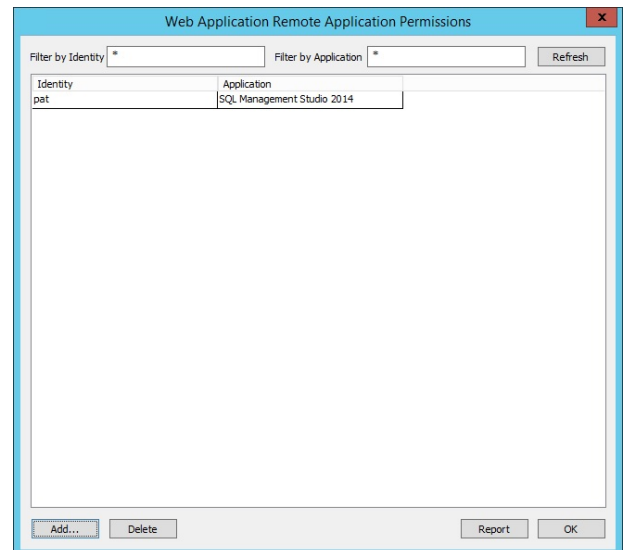 Web Application Remote Application Permissions
x
Filter by Identity * Filter by Application * Refresh
Identity Application
pat SQL Management Studio 2014
Add... Delete Report OK